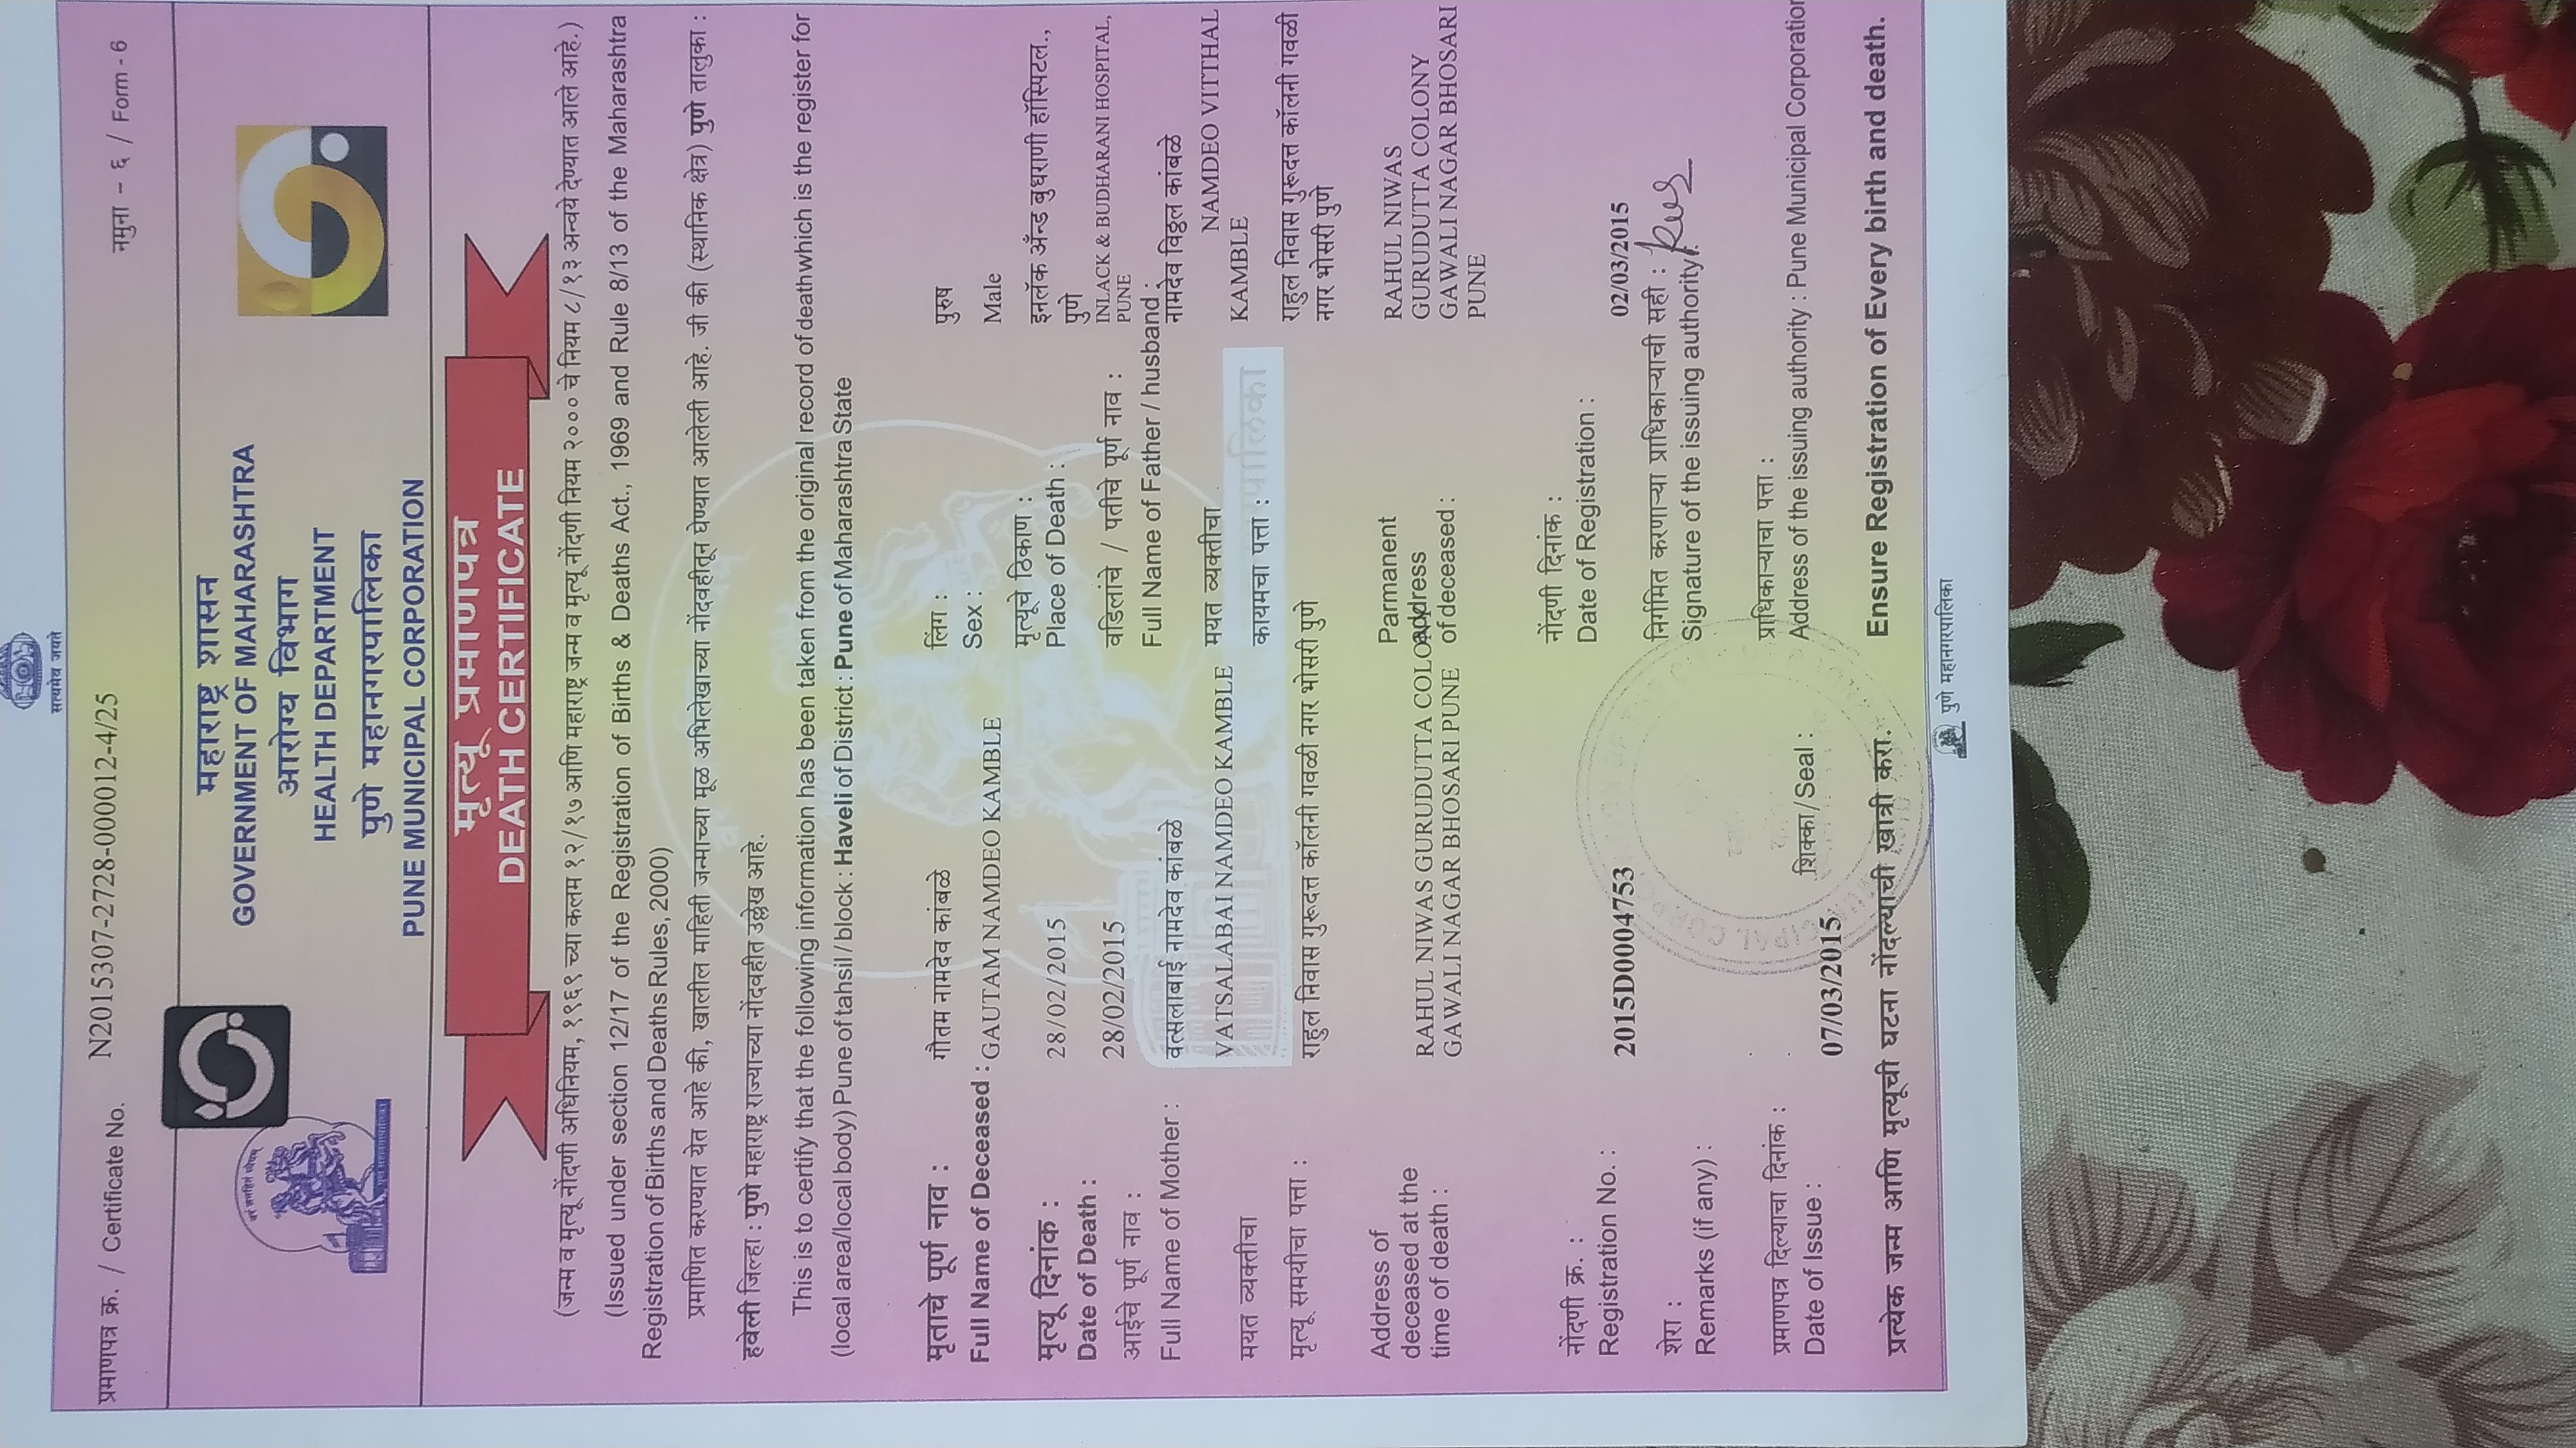 सत्यमेव जयते
प्रमाणपत्र क्र. / Certificate No. N2015307-2728-000012-4/25
नमुना - ६ / Form - 6
महाराष्ट्र शासन
GOVERNMENT OF MAHARASHTRA
आरोग्य विभाग
HEALTH DEPARTMENT
पुणे महानगरपालिका
PUNE MUNICIPAL CORPORATION
मृत्यू प्रमाणपत्र
DEATH CERTIFICATE
(जन्म व मृत्यू नोंदणी अधिनियम, १९६९ च्या कलम १२/१७ आणि महाराष्ट्र जन्म व मृत्यू नोंदणी नियम २००० चे नियम ८/१३ अन्वये देण्यात आले आहे.)
(Issued under section 12/17 of the Registration of Births & Deaths Act., 1969 and Rule 8/13 of the Maharashtra
Registration of Births and Deaths Rules, 2000)
प्रमाणित करण्यात येत आहे की, खालील माहिती जन्माच्या मूळ अभिलेखाच्या नोंदवहीतून घेण्यात आलेली आहे. जी की (स्थानिक क्षेत्र) पुणे तालुका :
हवेली जिल्हा : पुणे महाराष्ट्र राज्याच्या नोंदवहीत उल्लेख आहे.
This is to certify that the following information has been taken from the original record of death which is the register for
(local area/local body) Pune of tahsil / block : Haveli of District : Pune of Maharashtra State
मृताचे पूर्ण नाव : गौतम नामदेव कांबळे
Full Name of Deceased : GAUTAM NAMDEO KAMBLE
लिंग : पुरुष
Sex : Male
मृत्यू दिनांक : 28/02/2015
Date of Death : 28/02/2015
मृत्यूचे ठिकाण : इनलॅक अँन्ड बुधराणी हॉस्पिटल.,
पुणे
Place of Death : INLACK & BUDHARANI HOSPITAL,
PUNE
आईचे पूर्ण नाव : वत्सलाबाई नामदेव कांबळे
Full Name of Mother : VATSALABAI NAMDEO KAMBLE
वडिलांचे / पतीचे पूर्ण नाव : नामदेव विठ्ठल कांबळे
Full Name of Father / husband : NAMDEO VITTHAL
KAMBLE
मयत व्यक्तीचा
मृत्यू समयीचा पत्ता : राहुल निवास गुरूदत्त कॉलनी गवळी नगर भोसरी पुणे
मयत व्यक्तीचा
कायमचा पत्ता : राहुल निवास गुरूदत्त कॉलनी गवळी
नगर भोसरी पुणे
Address of
deceased at the
time of death :
RAHUL NIWAS GURUDUTTA COLONY
GAWALI NAGAR BHOSARI PUNE
Parmanent
address
of deceased :
RAHUL NIWAS
GURUDUTTA COLONY
GAWALI NAGAR BHOSARI
PUNE
नोंदणी क्र. :
Registration No. : 2015D0004753
नोंदणी दिनांक :
Date of Registration : 02/03/2015
शेरा :
Remarks (if any) :
निर्गमित करणाऱ्या प्राधिकाऱ्याची सही :
Signature of the issuing authority :
प्रमाणपत्र दिल्याचा दिनांक :
Date of Issue : 07/03/2015
शिक्का/Seal :
प्राधिकाऱ्याचा पत्ता :
Address of the issuing authority : Pune Municipal Corporation
प्रत्येक जन्म आणि मृत्यूची घटना नोंदल्याची खात्री करा.
Ensure Registration of Every birth and death.
पुणे महानगरपालिका